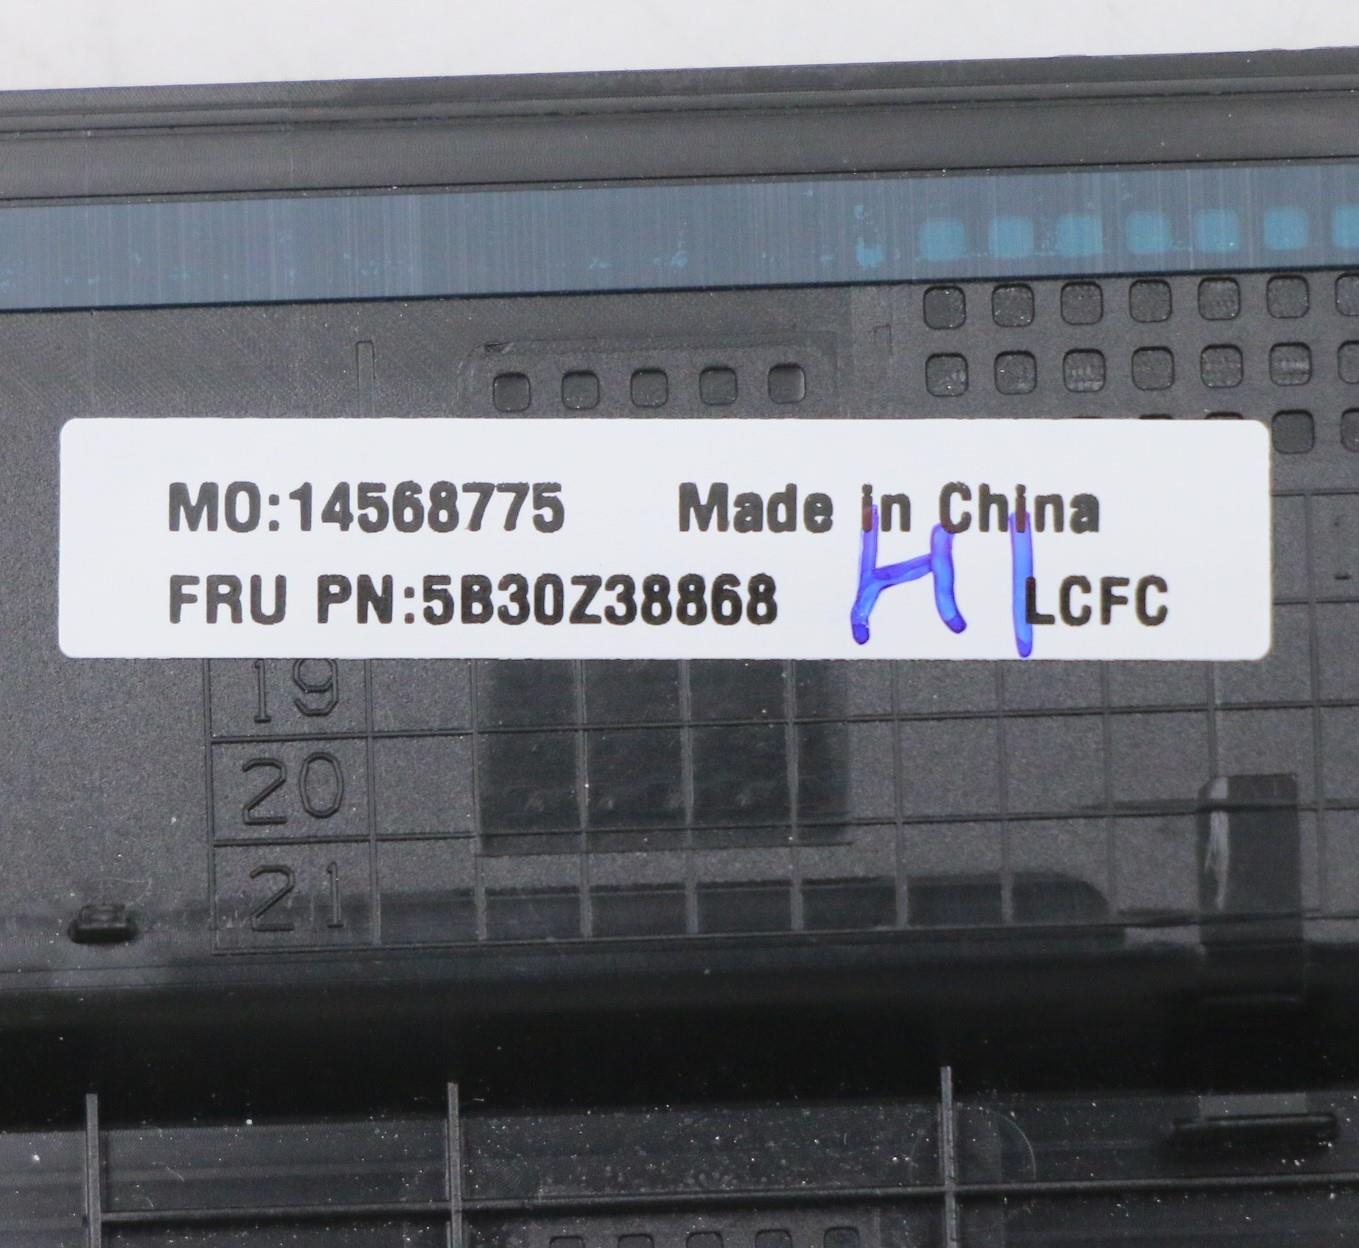 MO:14568775 Made in China
FRU PN:5B30Z38868 H1 LCFC
19
20
21